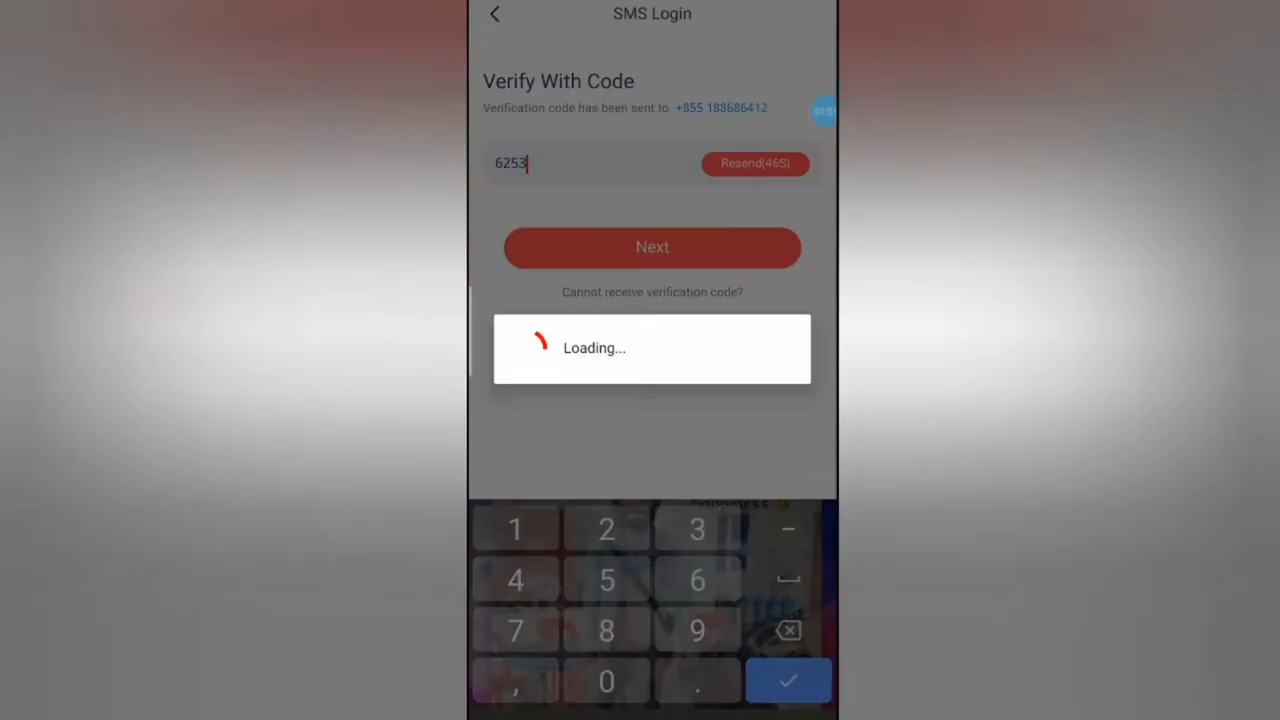 SMS Login
Verify With Code
Verification code has been sent to +855 188686412
6253
Resend(46S)
Next
Cannot receive verification code?
Loading...
1 2 3 –
4 5 6
7 8 9
, 0 .